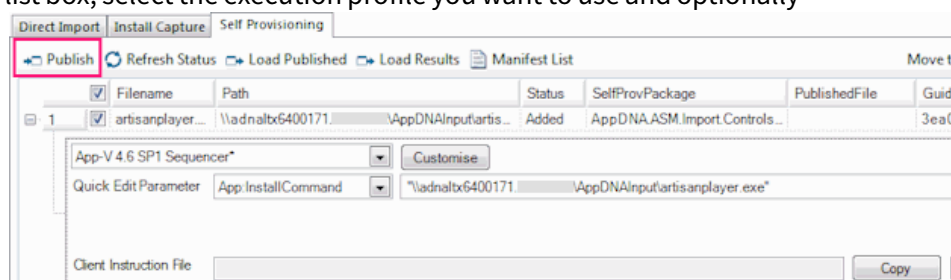 list box, select the execution profile you want to use and optionally
Direct Import Install Capture Self Provisioning
Publish Refresh Status Load Published Load Results Manifest List Move t
Filename Path Status SelfProvPackage PublishedFile Guid
1 artisanplayer... \\adnaltx6400171. \AppDNAInput\artis... Added AppDNA.ASM.Import.Controls... 3ea0
App-V 4.6 SP1 Sequencer* Customise
Quick Edit Parameter App:InstallCommand "\\adnaltx6400171. \AppDNAInput\artisanplayer.exe"
Client Instruction File Copy